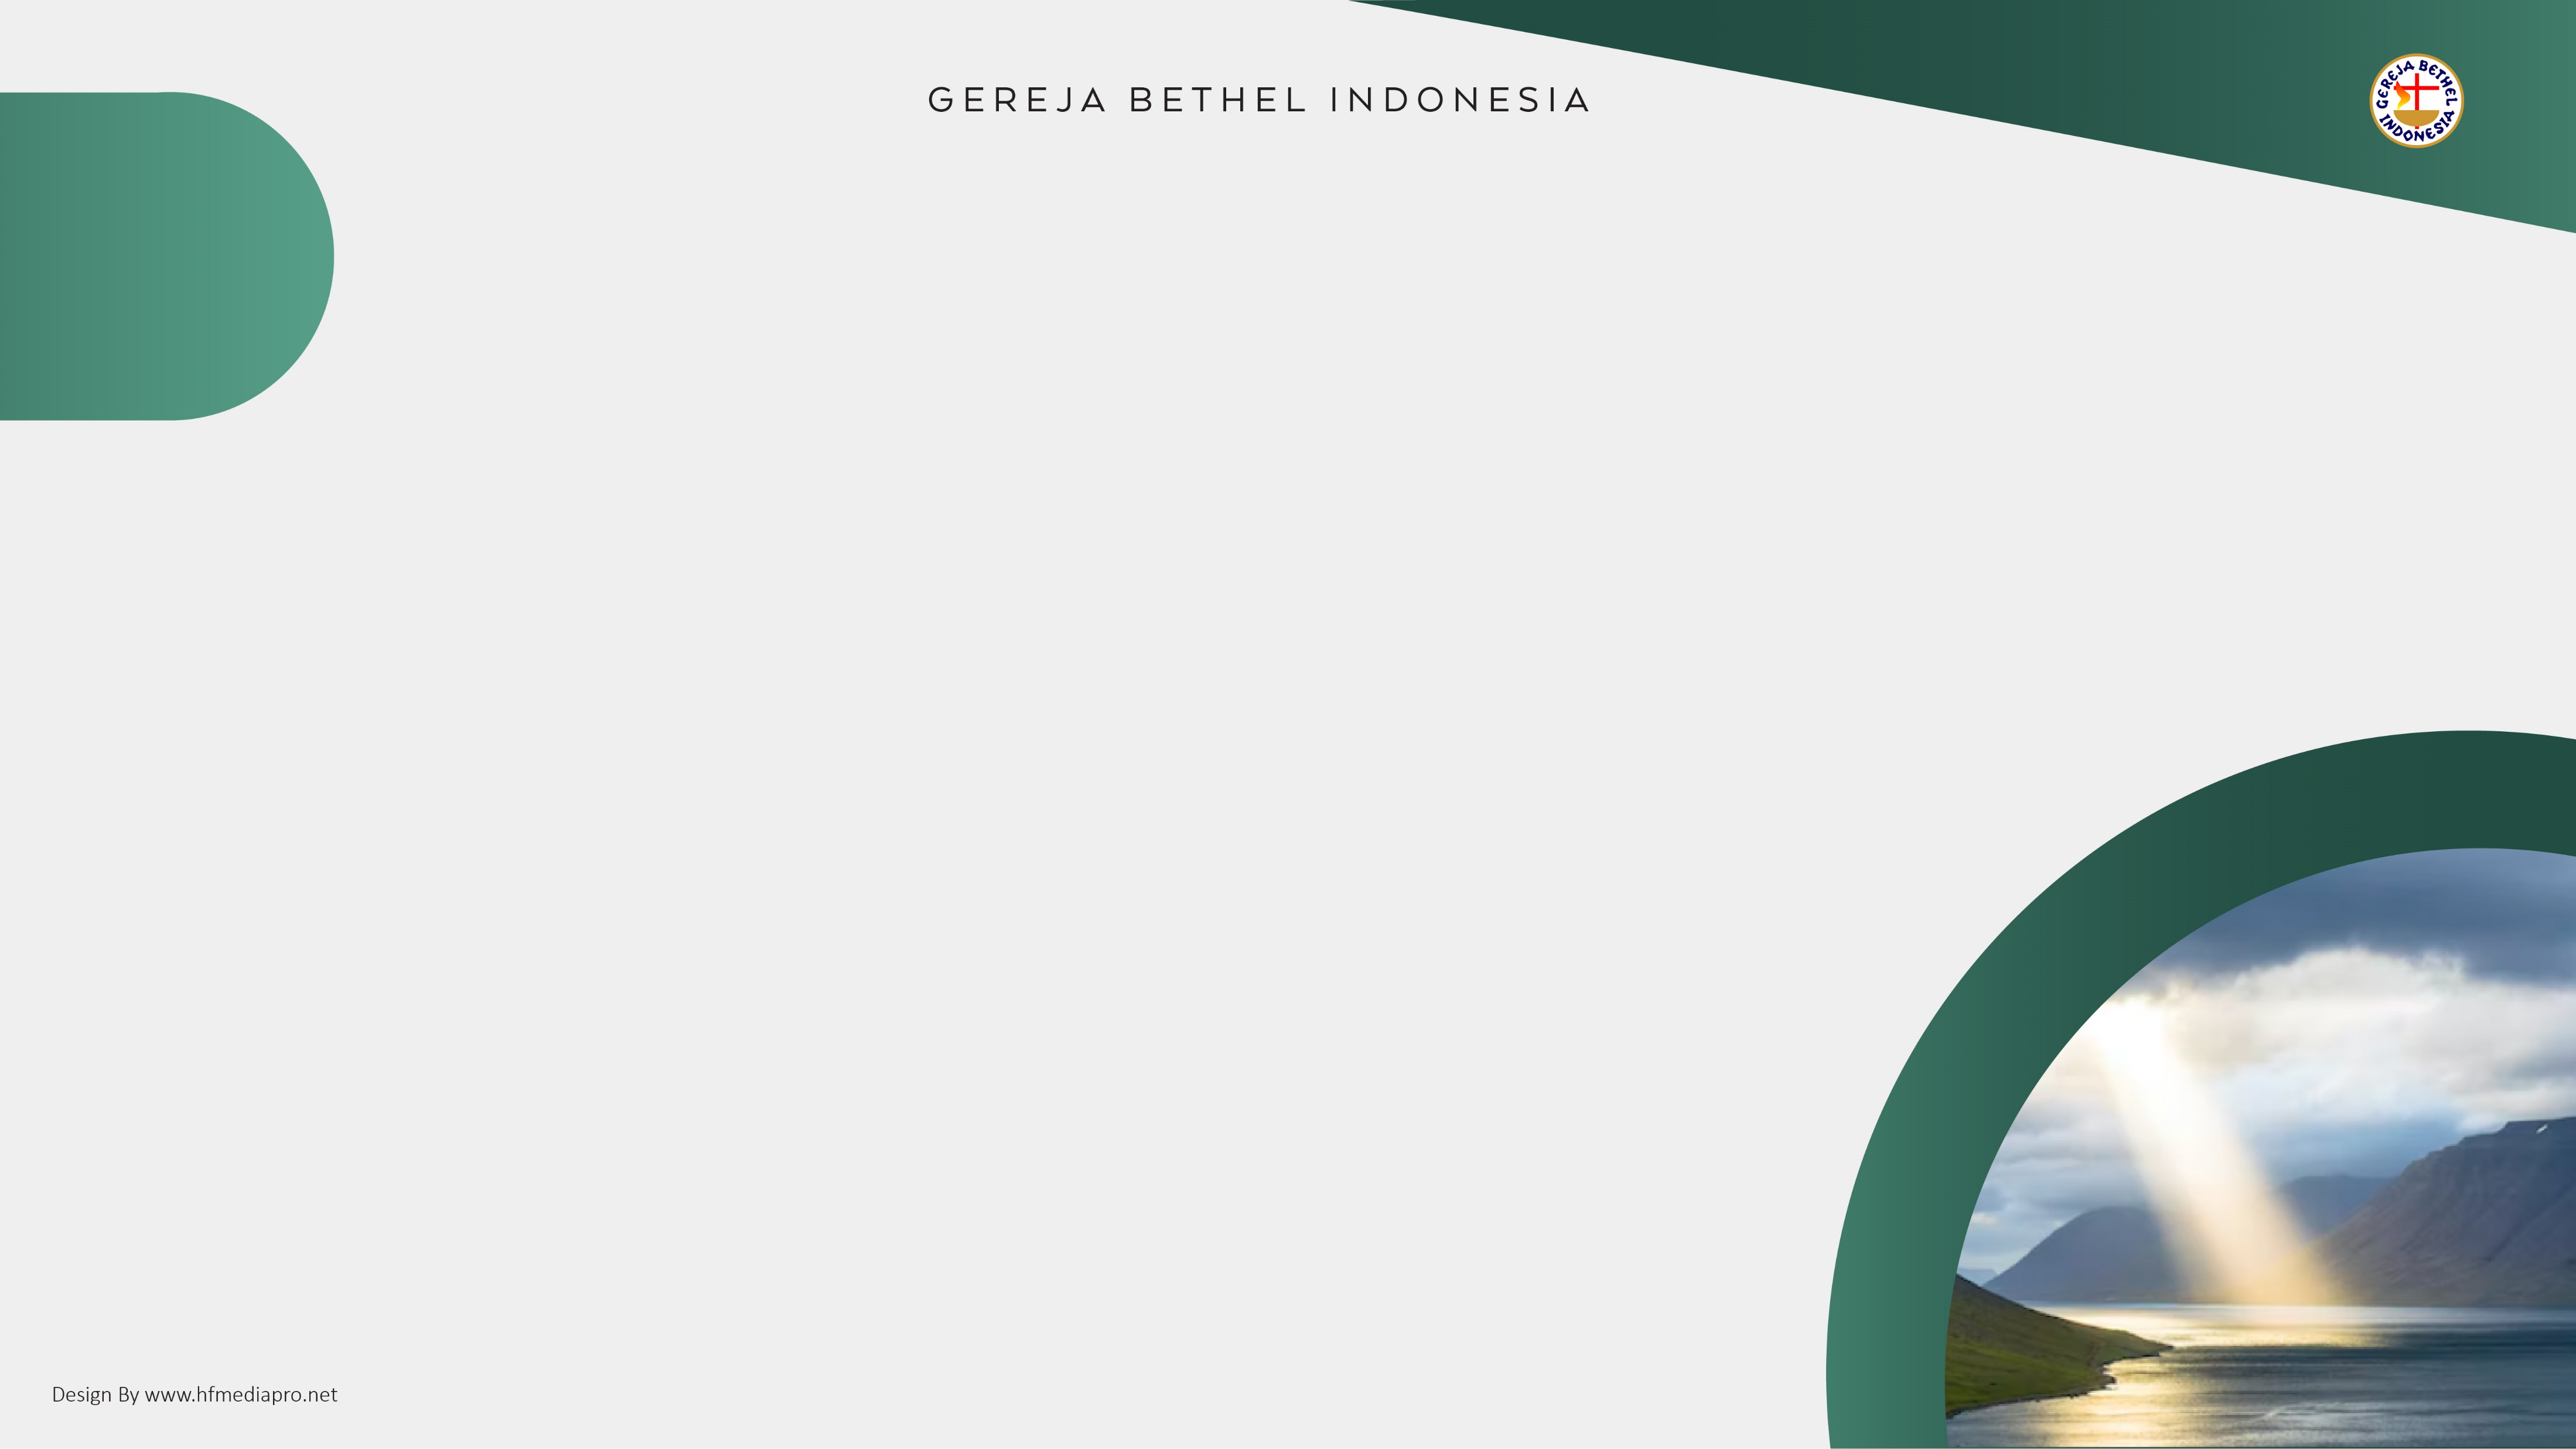 GEREJA BETHEL INDONESIA
GEREJA BETHEL INDONESIA
Design By www.hfmediapro.net